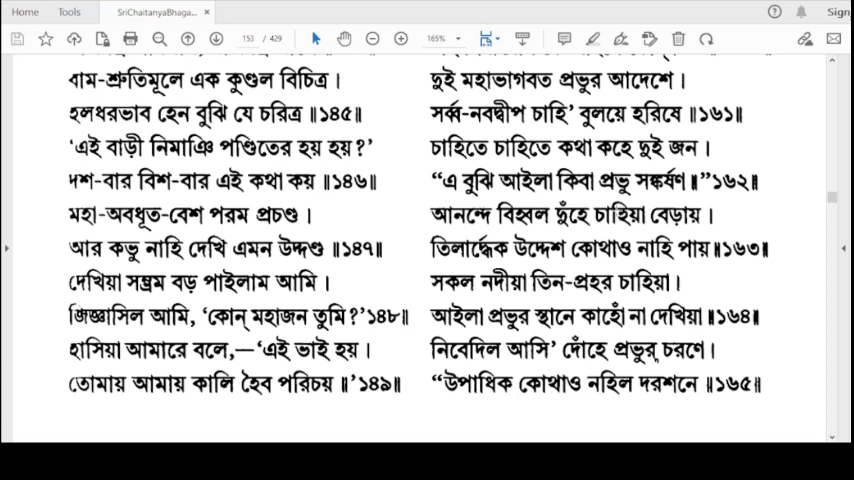 Home
Tools
SriChaitanyaBhaga... ×
Sign
153 / 429
165%
বাম-শ্রুতিমূলে এক কুণ্ডল বিচিত্র ।
হলধরভাব হেন বুঝি যে চরিত্র ॥১৪৫॥
‘এই বাড়ী নিমাঞি পণ্ডিতের হয় হয় ?’
দশ-বার বিশ-বার এই কথা কয় ॥১৪৬॥
মহা-অবধূত-বেশ পরম প্রচণ্ড ।
আর কভু নাহি দেখি এমন উদ্দণ্ড ॥১৪৭॥
দেখিয়া সম্ভ্রম বড় পাইলাম আমি ।
জিজ্ঞাসিল আমি, ‘কোন্ মহাজন তুমি ?’১৪৮॥
হাসিয়া আমারে বলে,—‘এই ভাই হয় ।
তোমায় আমায় কালি হৈব পরিচয় ॥’১৪৯॥
দুই মহাভাগবত প্রভুর আদেশে ।
সর্ব্ব-নবদ্বীপ চাহি’ বুলয়ে হরিষে ॥১৬১॥
চাহিতে চাহিতে কথা কহে দুই জন ।
“এ বুঝি আইলা কিবা প্রভু সঙ্কর্ষণ ॥”১৬২॥
আনন্দে বিহ্বল দুঁহে চাহিয়া বেড়ায় ।
তিলার্দ্ধেক উদ্দেশ কোথাও নাহি পায়॥১৬৩॥
সকল নদীয়া তিন-প্রহর চাহিয়া ।
আইলা প্রভুর স্থানে কাহোঁ না দেখিয়া ॥১৬৪॥
নিবেদিল আসি’ দোঁহে প্রভুর চরণে ।
“উপাধিক কোথাও নহিল দরশনে ॥১৬৫॥